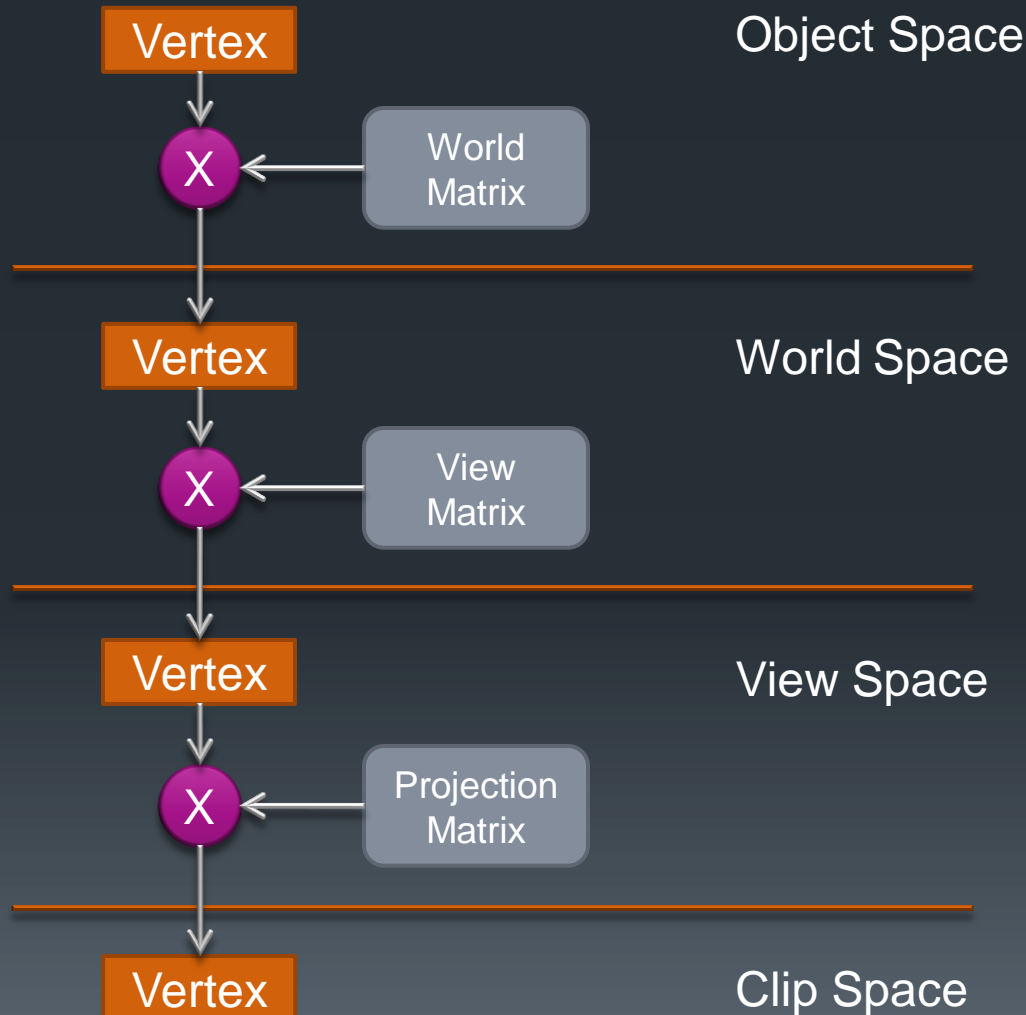 Vertex
Object Space
X
World
Matrix
Vertex
World Space
X
View
Matrix
Vertex
View Space
X
Projection
Matrix
Vertex
Clip Space